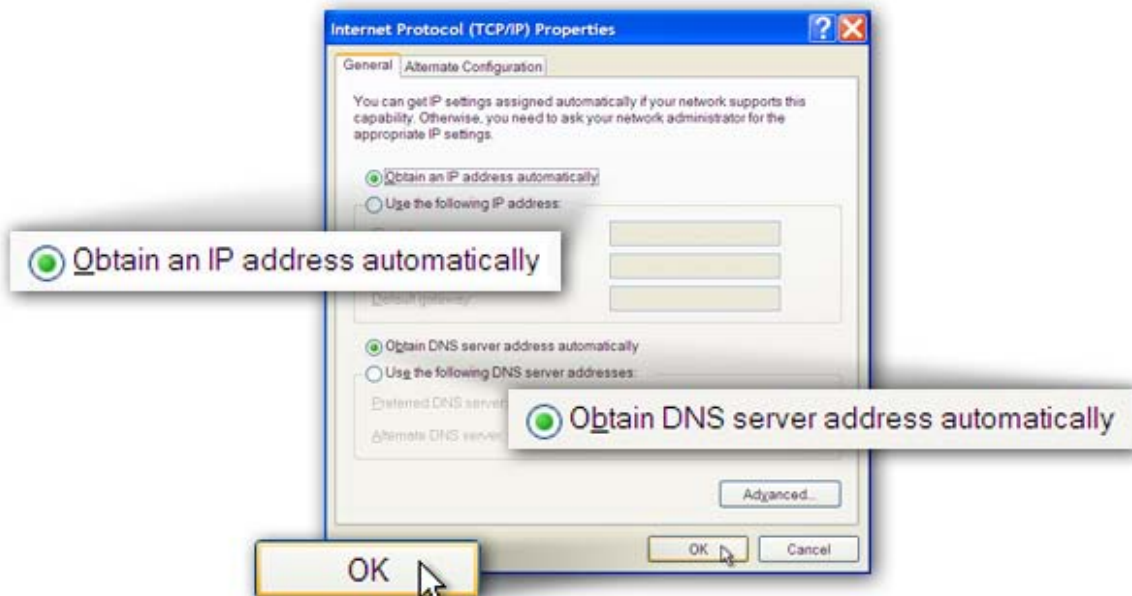 Internet Protocol (TCP/IP) Properties
General
Alternate Configuration
You can get IP settings assigned automatically if your network supports this
capability. Otherwise, you need to ask your network administrator for the
appropriate IP settings.
Obtain an IP address automatically
Use the following IP address:
Obtain an IP address automatically
Default gateway:
Obtain DNS server address automatically
Use the following DNS server addresses:
Preferred DNS server
Obtain DNS server address automatically
Alternate DNS server
Advanced...
OK
Cancel
OK